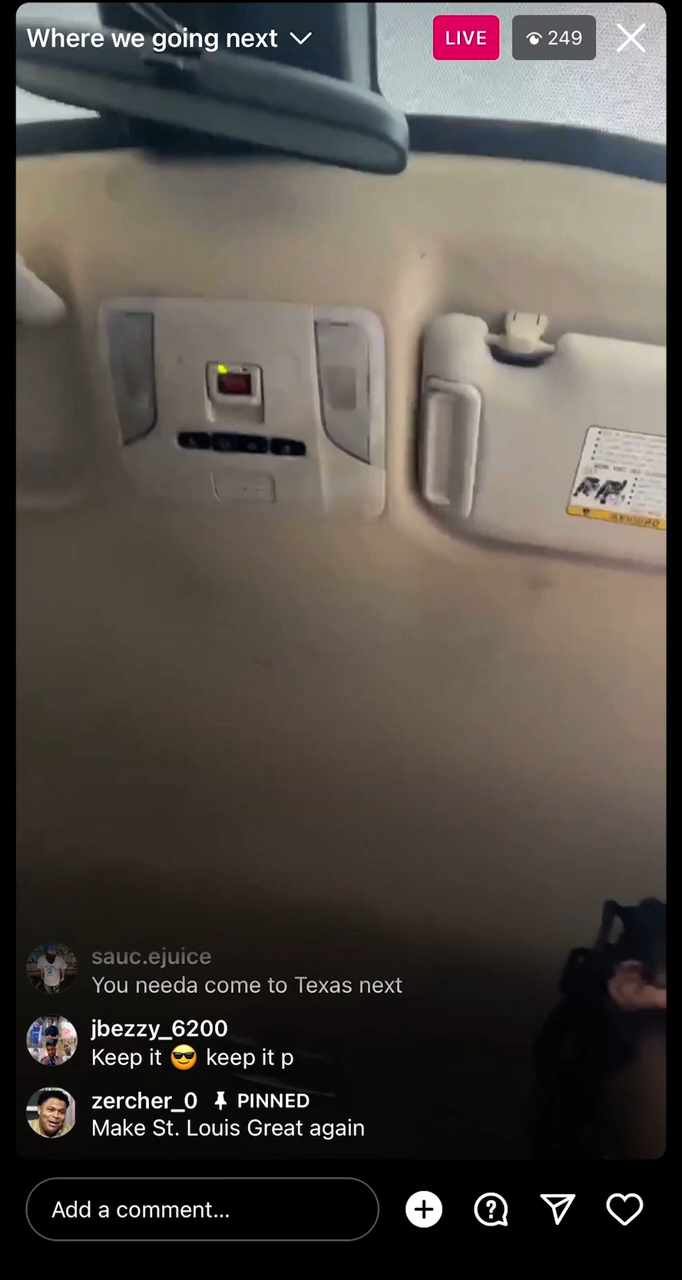 Where we going next
LIVE
249
sauc.ejuice
You needa come to Texas next
jbezzy_6200
Keep it 😎 keep it p
zercher_0 PINNED
Make St. Louis Great again
Add a comment...